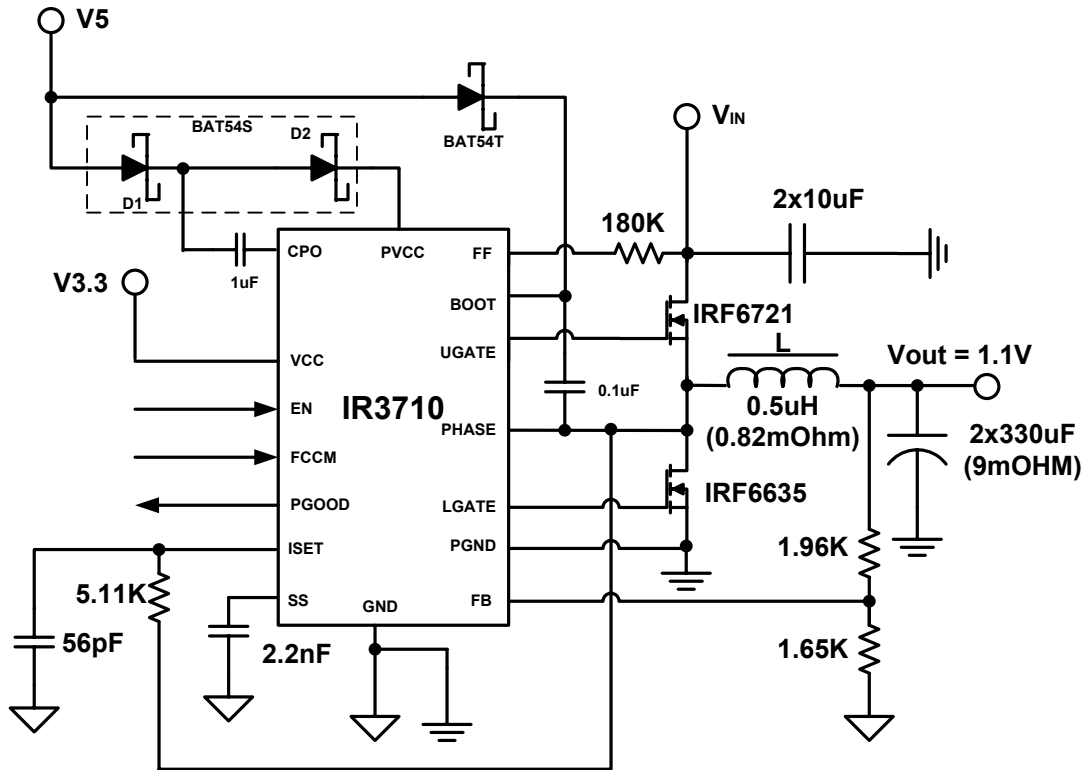 V5
BAT54S
D2
D1
BAT54T
VIN
2x10uF
180K
1uF
CPO
PVCC
FF
V3.3
BOOT
IRF6721
UGATE
L
Vout = 1.1V
VCC
0.1uF
0.5uH
(0.82mOhm)
EN
IR3710
PHASE
2x330uF
(9mOHM)
FCCM
IRF6635
PGOOD
LGATE
ISET
PGND
1.96K
5.11K
SS
GND
FB
56pF
2.2nF
1.65K